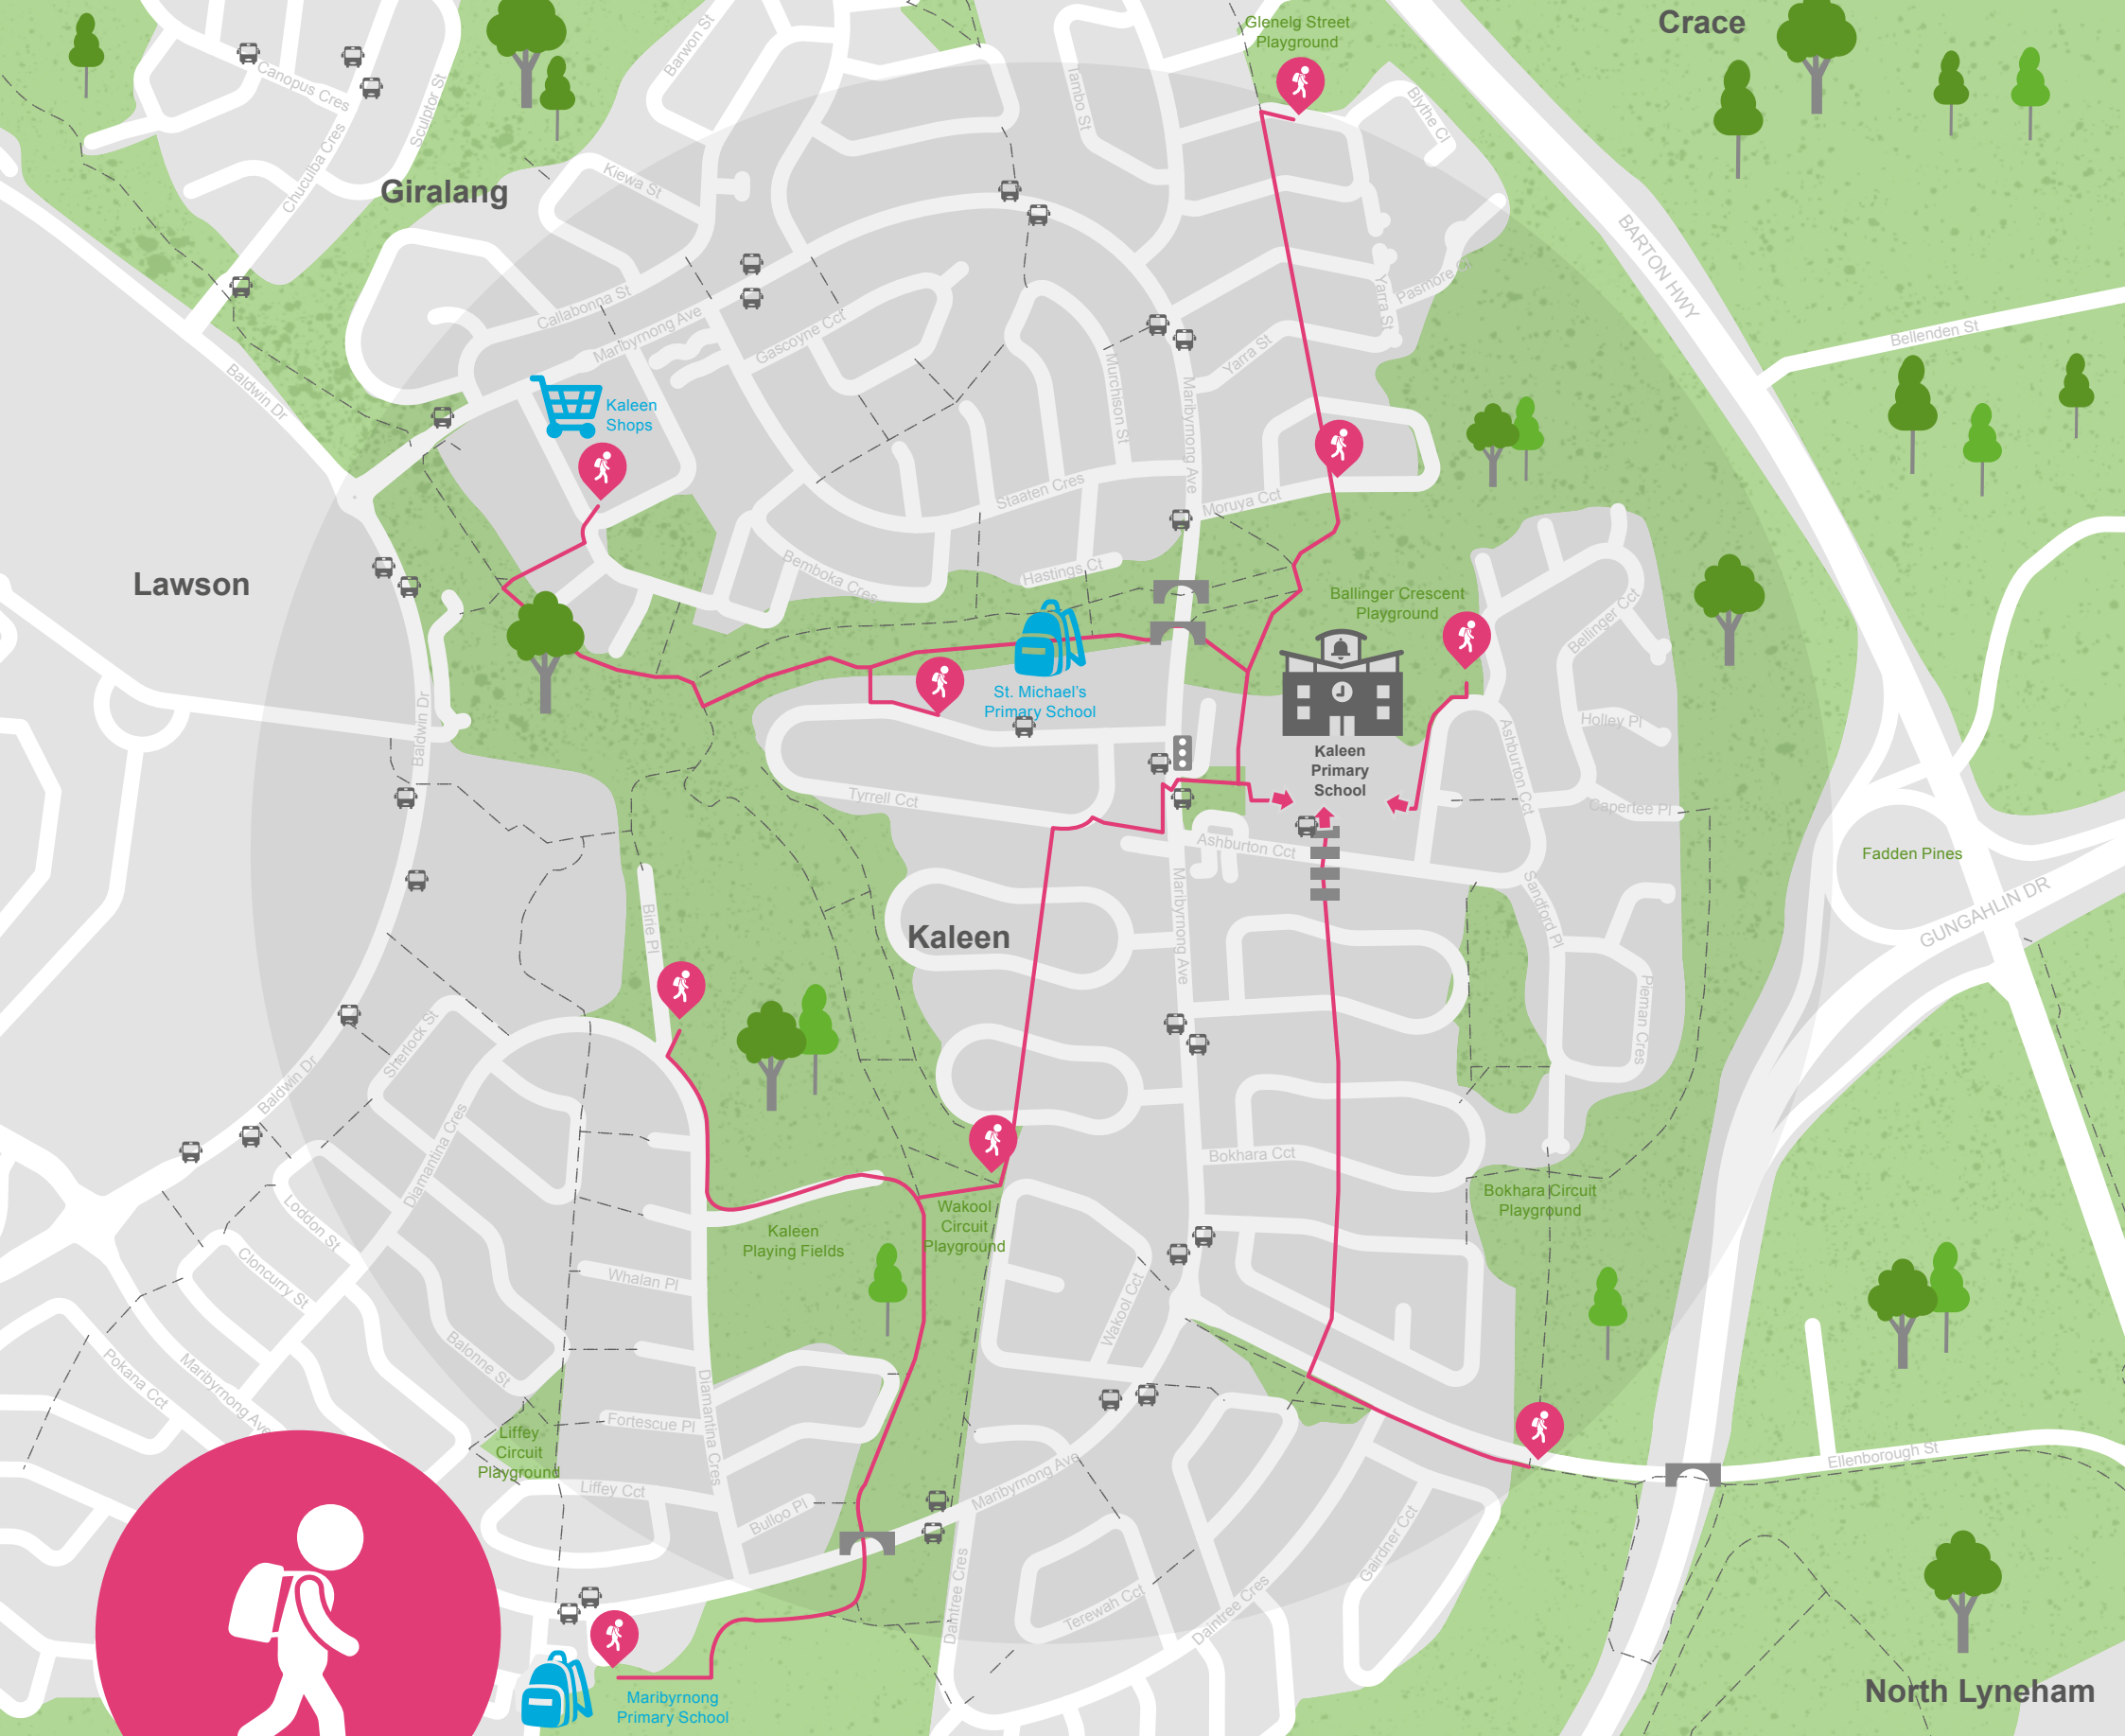 Crace
Glenelg Street
Playground
Barwon St
Canopus Cres
Sculptor St
Tambo St
Blythe Cl
Chuculba Cres
Giralang
Kiewa St
BARTON HWY
Callabonna St
Maribyrnong Ave
Gascoyne Cct
Yarra St
Bellenden St
Yarra St
Murchison St
Baldwin Dr
Kaleen
Shops
Maribyrnong Ave
Staaten Cres
Moruya Cct
Lawson
Bemboka Cres
Hastings Ct
Ballinger Crescent
Playground
Bellinger Cct
St. Michael's
Primary School
Baldwin Dr
Holley Pl
Ashburton Cct
Kaleen
Primary
School
Tyrrell Cct
Capertee Pl
Ashburton Cct
Fadden Pines
Birie Pl
Kaleen
Maribyrnong Ave
Sandford Pl
GUNGAHLIN DR
Pieman Cres
Sherlock St
Baldwin Dr
Diamantina Cres
Bokhara Cct
Loddon St
Kaleen
Playing Fields
Wakool
Circuit
Playground
Bokhara Circuit
Playground
Cloncurry St
Whalan Pl
Wakool Cct
Balonne St
Pokana Cct
Maribyrnong Ave
Diamantina Cres
Fortescue Pl
Liffey
Circuit
Playground
Liffey Cct
Bulloo Pl
Maribyrnong Ave
Ellenborough St
Gairdner Cct
Daintree Cres
Terewah Cct
Daintree Cres
Maribyrnong
Primary School
North Lyneham